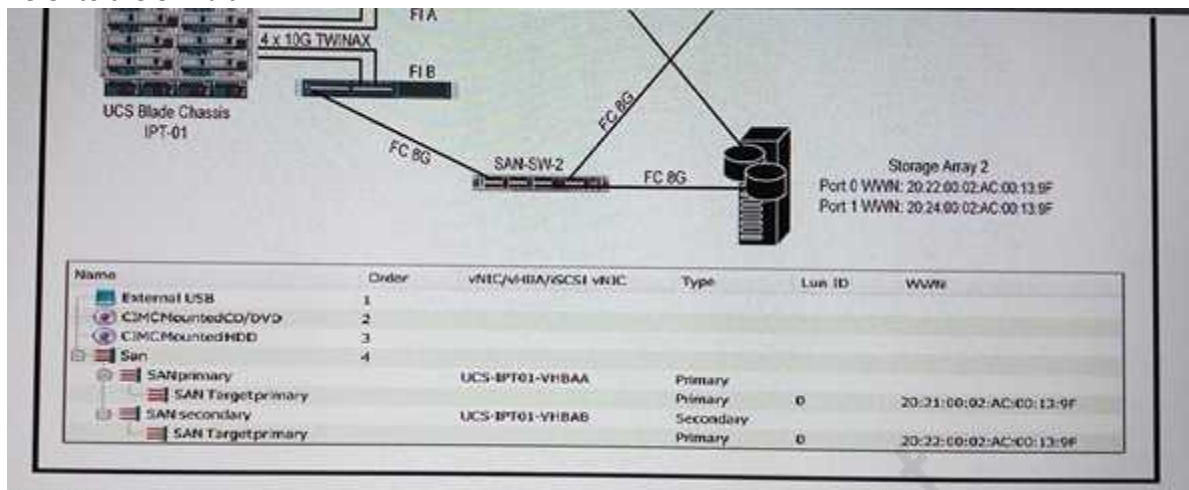 FI A
4 x 10G TWINAX
FI B
UCS Blade Chassis
IPT-01
FC 8G
FC 8G
SAN-SW-2
FC 8G
Storage Array 2
Port 0 WWN: 20:22:00:02:AC:00:13:9F
Port 1 WWN: 20:24:00:02:AC:00:13:9F
Name Order vNIC/vHBA/iSCSI vNIC Type Lun ID WWN
External USB 1
CIMCMountedCD/DVD 2
CIMCMountedHDD 3
San 4
SANprimary UCS-IPT01-VHBAA Primary
SAN Targetprimary Primary 0 20:21:00:02:AC:00:13:9F
SANsecondary UCS-IPT01-VHBAB Secondary
SAN Targetprimary Primary 0 20:22:00:02:AC:00:13:9F